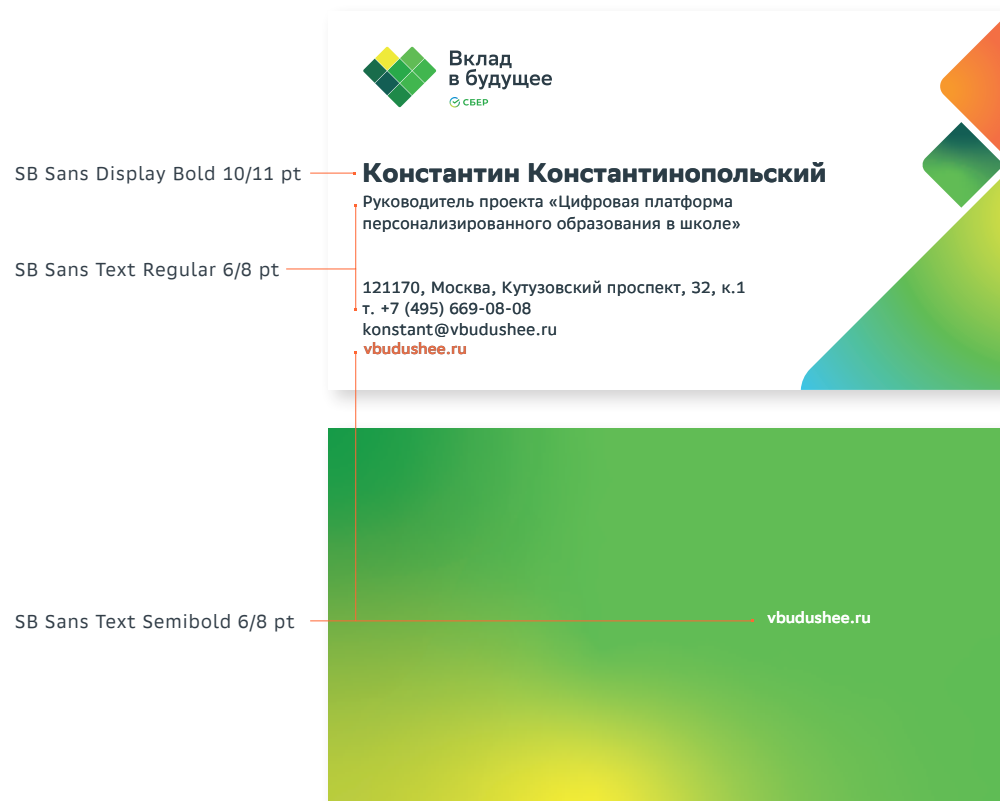 Вклад
в будущее
СБЕР
SB Sans Display Bold 10/11 pt
Константин Константинопольский
Руководитель проекта «Цифровая платформа
персонализированного образования в школе»
SB Sans Text Regular 6/8 pt
121170, Москва, Кутузовский проспект, 32, к.1
т. +7 (495) 669-08-08
konstant@vbudushee.ru
vbudushee.ru
SB Sans Text Semibold 6/8 pt
vbudushee.ru